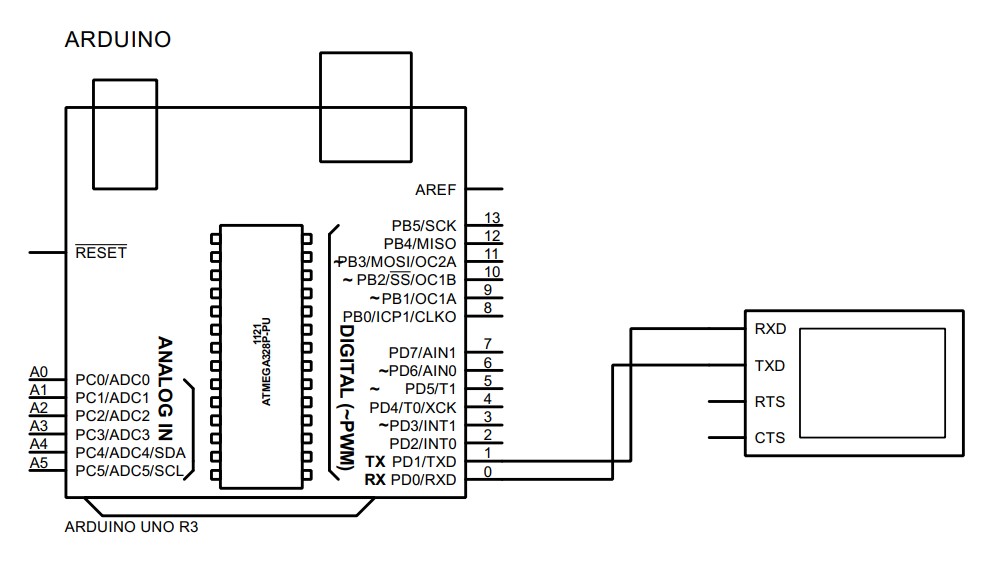 ARDUINO
AREF
RESET
PB5/SCK 13
PB4/MISO 12
~PB3/MOSI/OC2A 11
~ PB2/SS/OC1B 10
~ PB1/OC1A 9
PB0/ICP1/CLKO 8
PD7/AIN1 7
~PD6/AIN0 6
~ PD5/T1 5
PD4/T0/XCK 4
~PD3/INT1 3
PD2/INT0 2
TX PD1/TXD 1
RX PD0/RXD 0
DIGITAL (~PWM)
1121
ATMEGA328P-PU
ANALOG IN
A0 PC0/ADC0
A1 PC1/ADC1
A2 PC2/ADC2
A3 PC3/ADC3
A4 PC4/ADC4/SDA
A5 PC5/ADC5/SCL
ARDUINO UNO R3
RXD
TXD
RTS
CTS